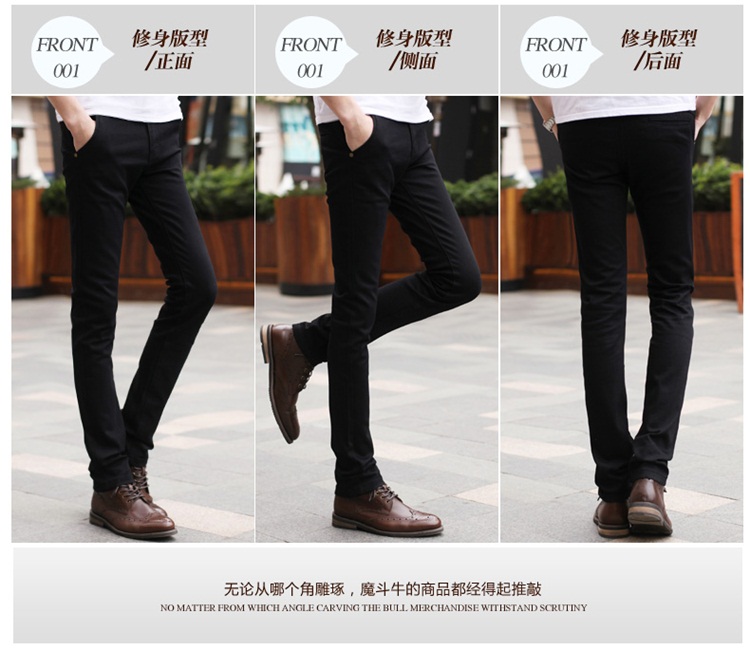 FRONT
001
修身版型
/正面
FRONT
001
修身版型
/侧面
FRONT
001
修身版型
/后面
无论从哪个角雕琢，魔斗牛的商品都经得起推敲
NO MATTER FROM WHICH ANGLE CARVING THE BULL MERCHANDISE WITHSTAND SCRUTINY